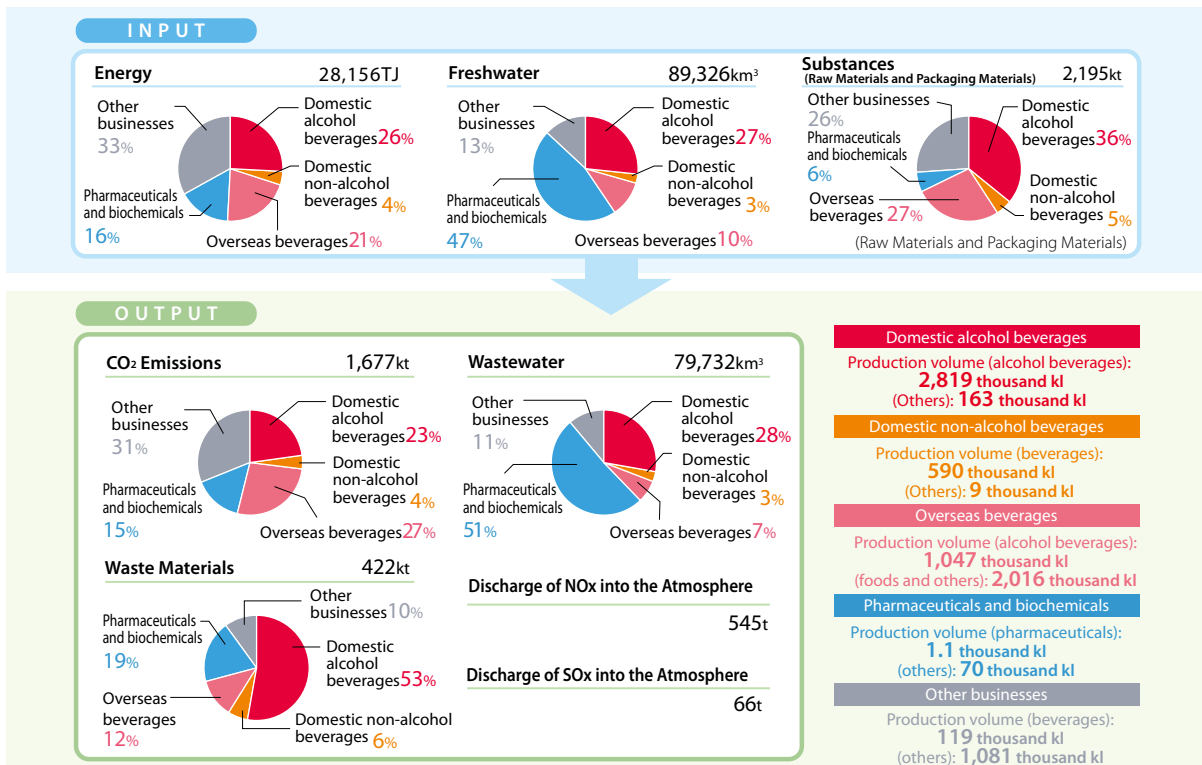 INPUT
Energy 28,156TJ
Other
businesses
33%
Domestic
alcohol
beverages26%
Domestic
non-alcohol
beverages 4%
Pharmaceuticals
and biochemicals
16%
Overseas beverages21%
Freshwater 89,326km³
Other
businesses
13%
Domestic
alcohol
beverages27%
Domestic
non-alcohol
beverages 3%
Pharmaceuticals
and biochemicals
47%
Overseas beverages10%
Substances
(Raw Materials and Packaging Materials) 2,195kt
Other businesses
26%
Domestic
alcohol
beverages36%
Pharmaceuticals
and biochemicals
6%
Domestic
non-alcohol
beverages 5%
Overseas
beverages 27%
(Raw Materials and Packaging Materials)
OUTPUT
CO₂ Emissions 1,677kt
Other
businesses
31%
Domestic
alcohol
beverages23%
Domestic
non-alcohol
beverages 4%
Pharmaceuticals
and biochemicals
15%
Overseas beverages27%
Wastewater 79,732km³
Other
businesses
11%
Domestic
alcohol
beverages28%
Domestic
non-alcohol
beverages 3%
Pharmaceuticals
and biochemicals
51%
Overseas beverages7%
Waste Materials 422kt
Other
businesses10%
Pharmaceuticals
and biochemicals
19%
Domestic
alcohol
beverages53%
Overseas
beverages
12%
Domestic non-alcohol
beverages 6%
Discharge of NOx into the Atmosphere
545t
Discharge of SOx into the Atmosphere
66t
Domestic alcohol beverages
Production volume (alcohol beverages):
2,819 thousand kl
(Others): 163 thousand kl
Domestic non-alcohol beverages
Production volume (beverages):
590 thousand kl
(Others): 9 thousand kl
Overseas beverages
Production volume (alcohol beverages):
1,047 thousand kl
(foods and others): 2,016 thousand kl
Pharmaceuticals and biochemicals
Production volume (pharmaceuticals):
1.1 thousand kl
(others): 70 thousand kl
Other businesses
Production volume (beverages):
119 thousand kl
(others): 1,081 thousand kl